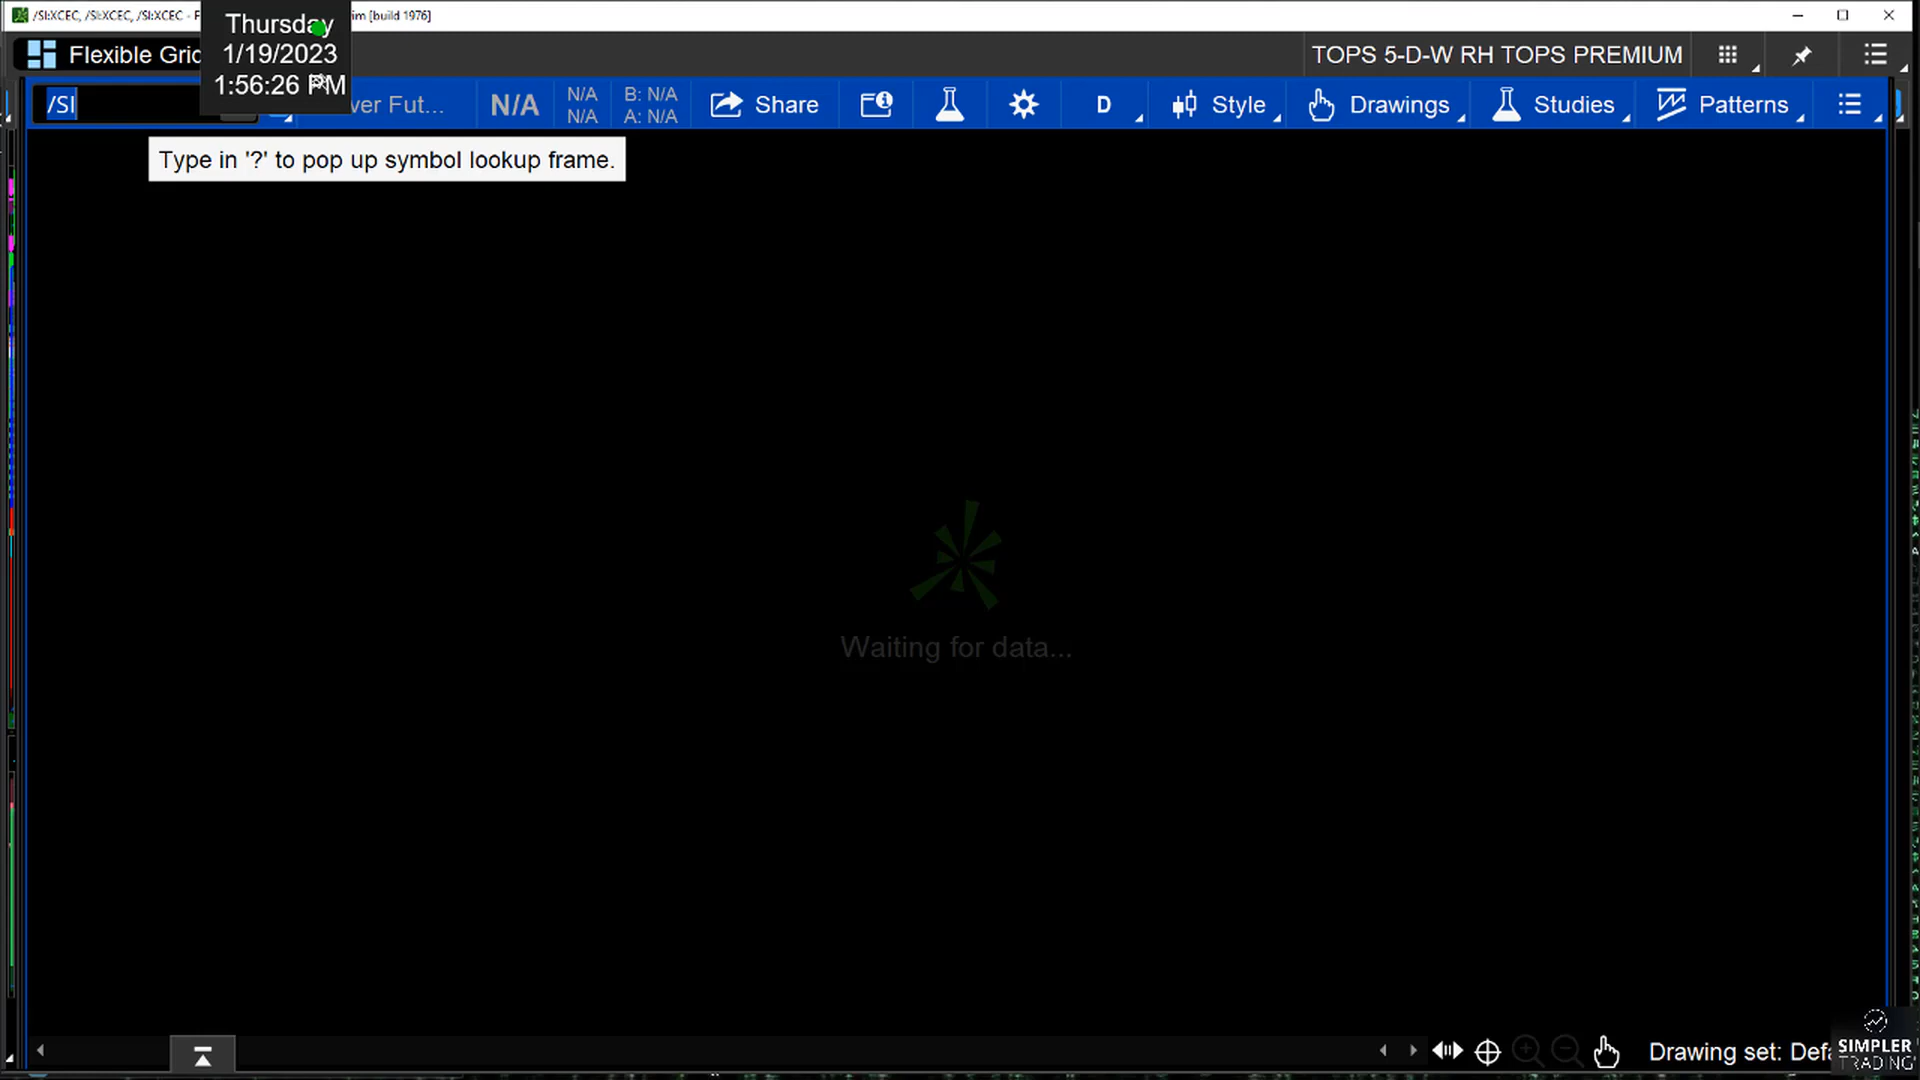 /SI:XCEC, /SI:XCEC, /SI:XCEC - F
im [build 1976]
Thursday
1/19/2023
1:56:26 PM
Flexible Gric
TOPS 5-D-W RH TOPS PREMIUM
/SI
ver Fut...
N/A
N/A
N/A
B: N/A
A: N/A
Share
D
Style
Drawings
Studies
Patterns
Type in '?' to pop up symbol lookup frame.
Waiting for data...
Drawing set: Defa
SIMPLER
TRADING